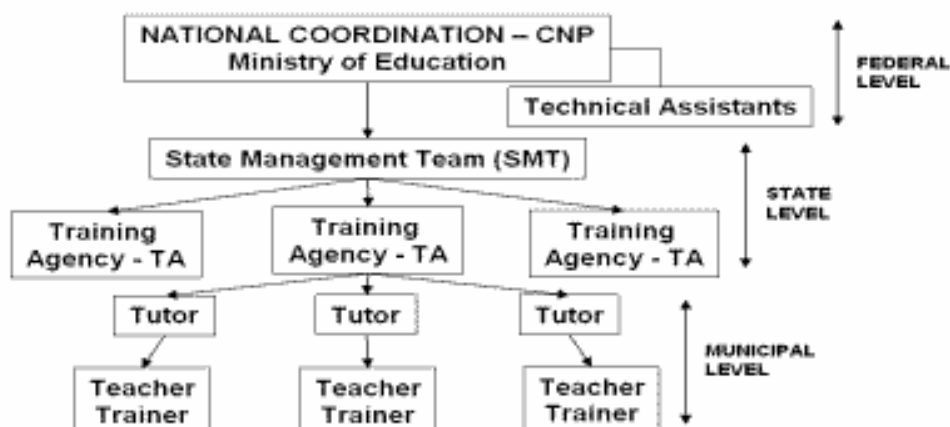 NATIONAL COORDINATION – CNP
Ministry of Education
FEDERAL
LEVEL
Technical Assistants
State Management Team (SMT)
STATE
LEVEL
Training
Agency - TA
Training
Agency - TA
Training
Agency - TA
Tutor
Tutor
Tutor
MUNICIPAL
LEVEL
Teacher
Trainer
Teacher
Trainer
Teacher
Trainer